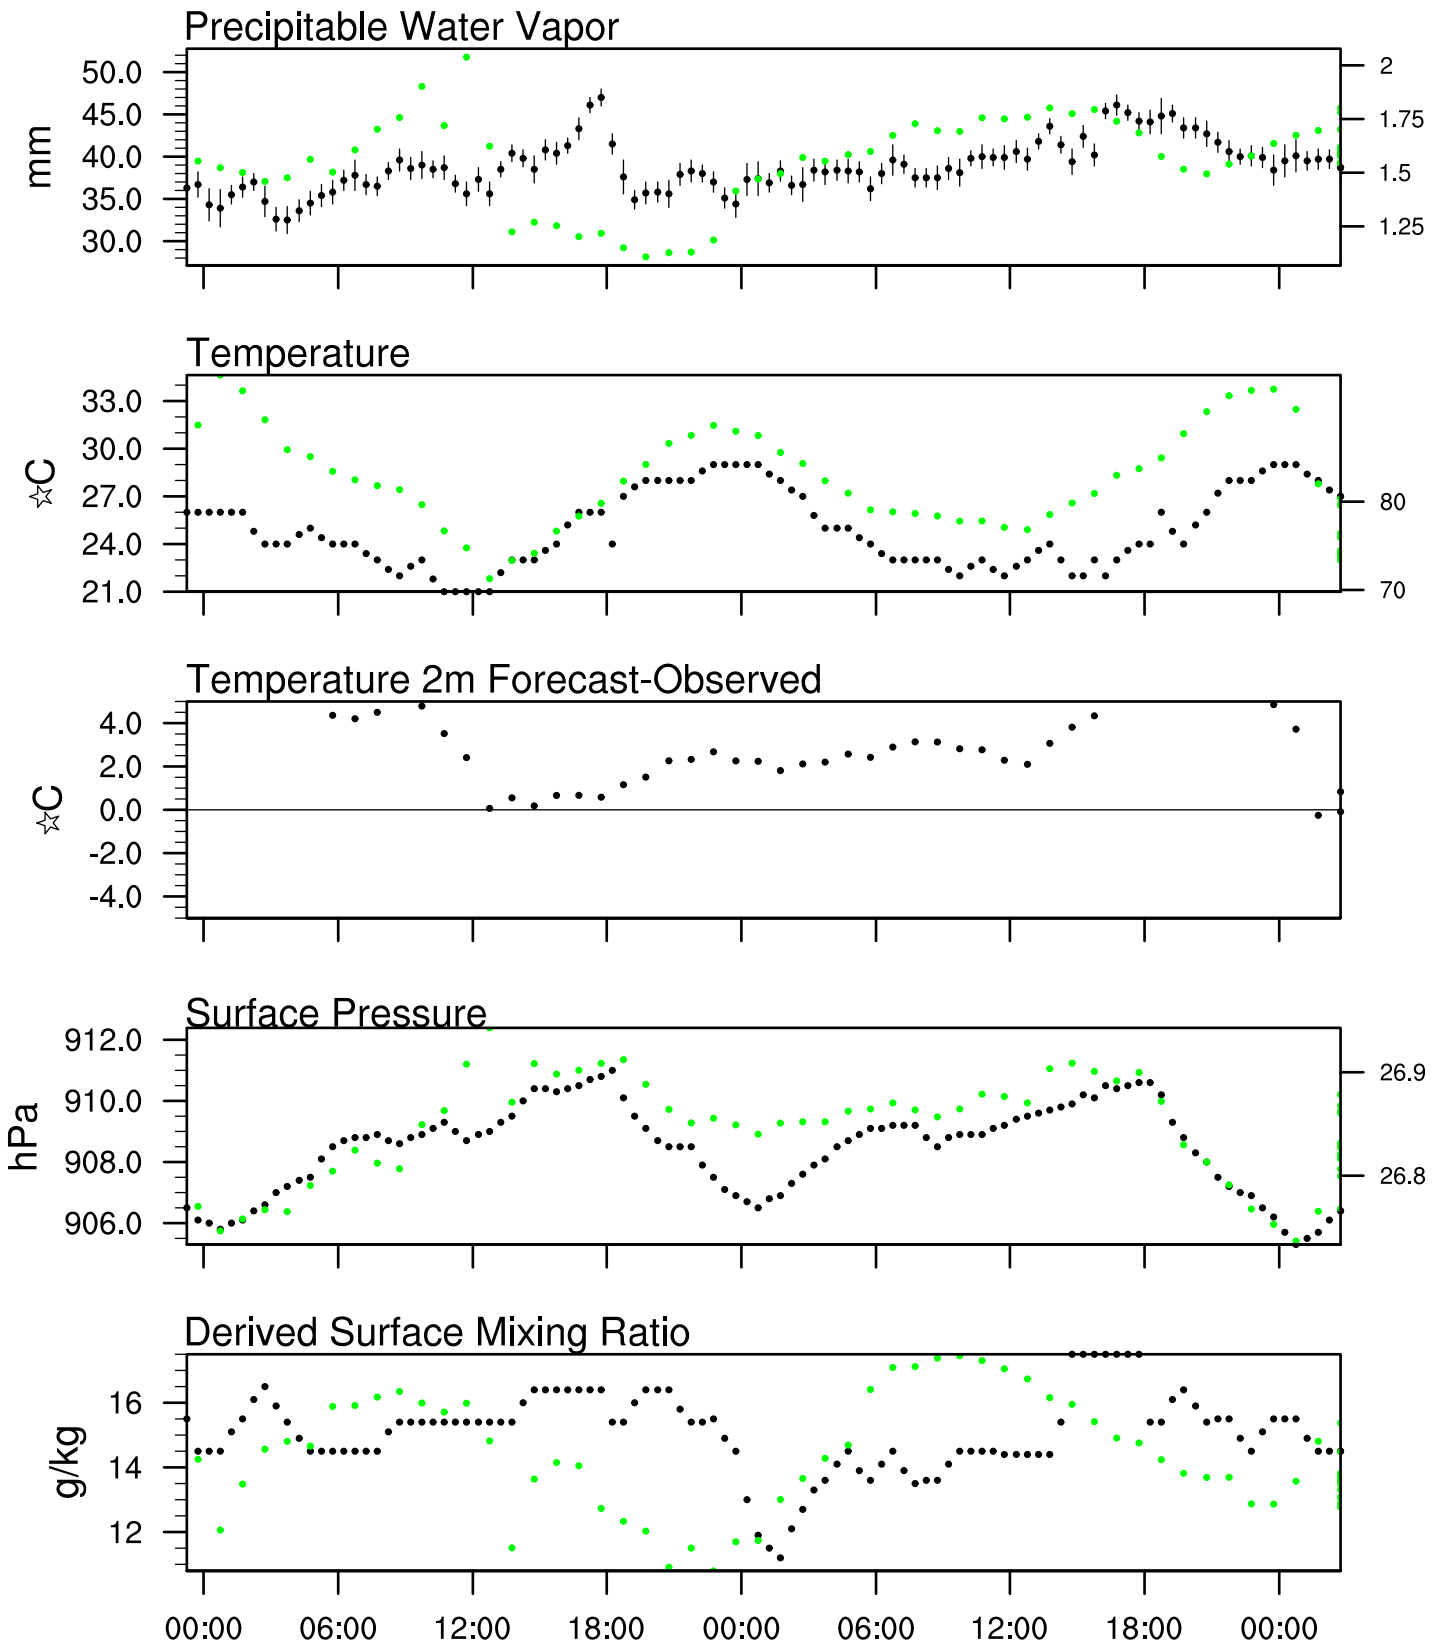 Precipitable Water Vapor
50.0
45.0
40.0
35.0
30.0
mm
2
1.75
1.5
1.25
Temperature
33.0
30.0
27.0
24.0
21.0
☆C
80
70
Temperature 2m Forecast-Observed
4.0
2.0
0.0
-2.0
-4.0
☆C
Surface Pressure
912.0
910.0
908.0
906.0
hPa
26.9
26.8
Derived Surface Mixing Ratio
16
14
12
g/kg
00:00 06:00 12:00 18:00 00:00 06:00 12:00 18:00 00:00